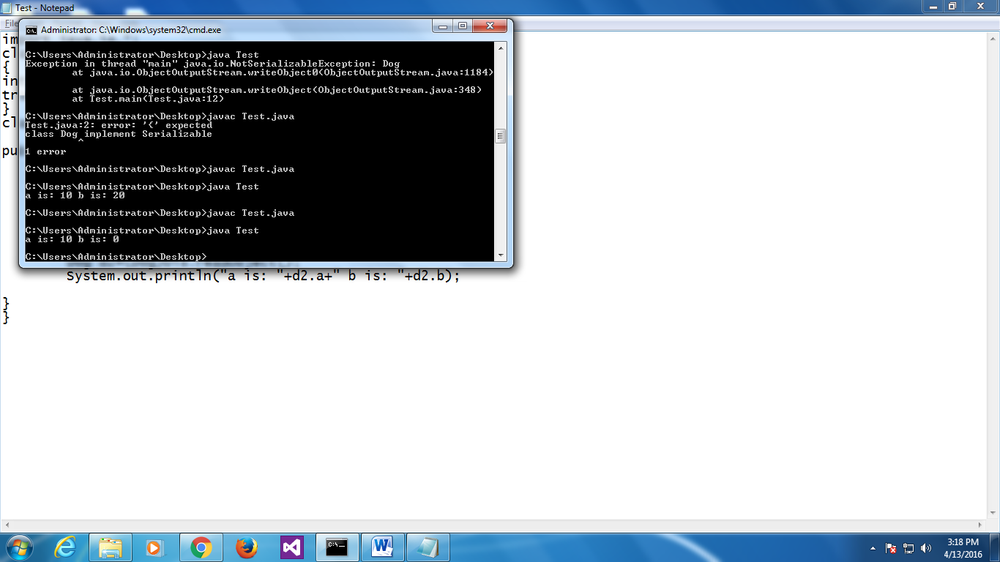 Test - Notepad
File
Administrator: C:\Windows\system32\cmd.exe
C:\Users\Administrator\Desktop>java Test
Exception in thread "main" java.io.NotSerializableException: Dog
at java.io.ObjectOutputStream.writeObject0(ObjectOutputStream.java:1184)
at java.io.ObjectOutputStream.writeObject(ObjectOutputStream.java:348)
at Test.main(Test.java:12)
C:\Users\Administrator\Desktop>javac Test.java
Test.java:2: error: '{' expected
class Dog implement Serializable
^
1 error
C:\Users\Administrator\Desktop>javac Test.java
C:\Users\Administrator\Desktop>java Test
a is: 10 b is: 20
C:\Users\Administrator\Desktop>javac Test.java
C:\Users\Administrator\Desktop>java Test
a is: 10 b is: 0
C:\Users\Administrator\Desktop>
im
cl
{
in
tr
}
cl
pu
System.out.println("a is: "+d2.a+" b is: "+d2.b);
}
}
3:18 PM
4/13/2016